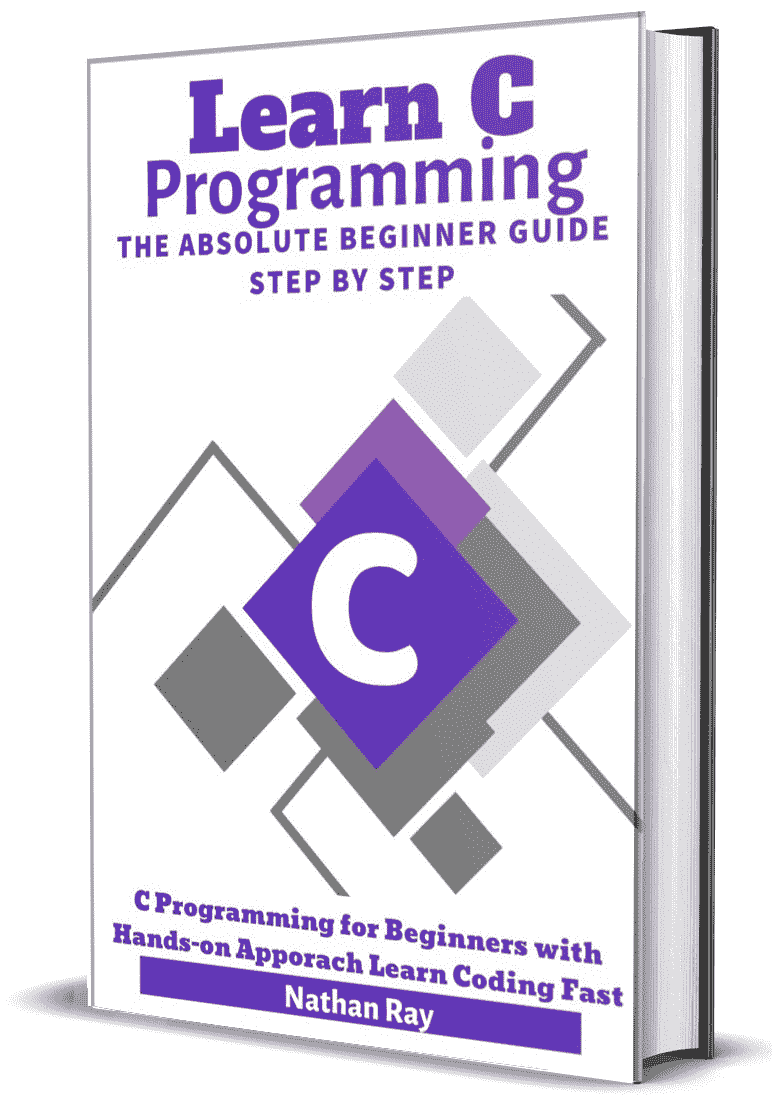 Learn C
Programming
THE ABSOLUTE BEGINNER GUIDE
STEP BY STEP
C
C Programming for Beginners with
Hands-on Apporach Learn Coding Fast
Nathan Ray